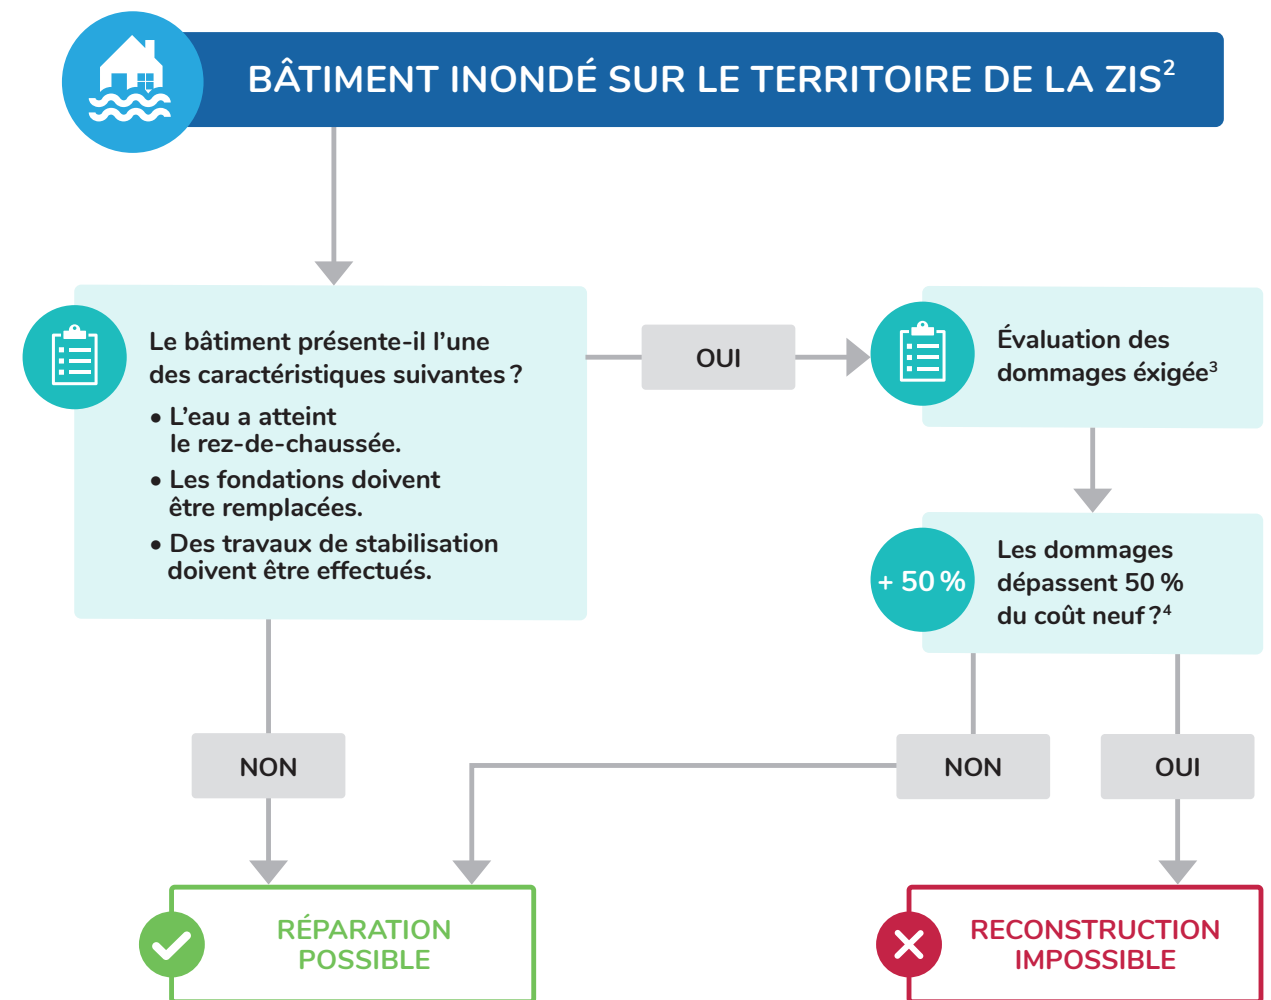 BÂTIMENT INONDÉ SUR LE TERRITOIRE DE LA ZIS²
Le bâtiment présente-il l’une
des caractéristiques suivantes ?
• L’eau a atteint
le rez-de-chaussée.
• Les fondations doivent
être remplacées.
• Des travaux de stabilisation
doivent être effectués.
OUI
Évaluation des
dommages éxigée³
+ 50 %
Les dommages
dépassent 50 %
du coût neuf ?⁴
NON
NON
OUI
RÉPARATION
POSSIBLE
RECONSTRUCTION
IMPOSSIBLE